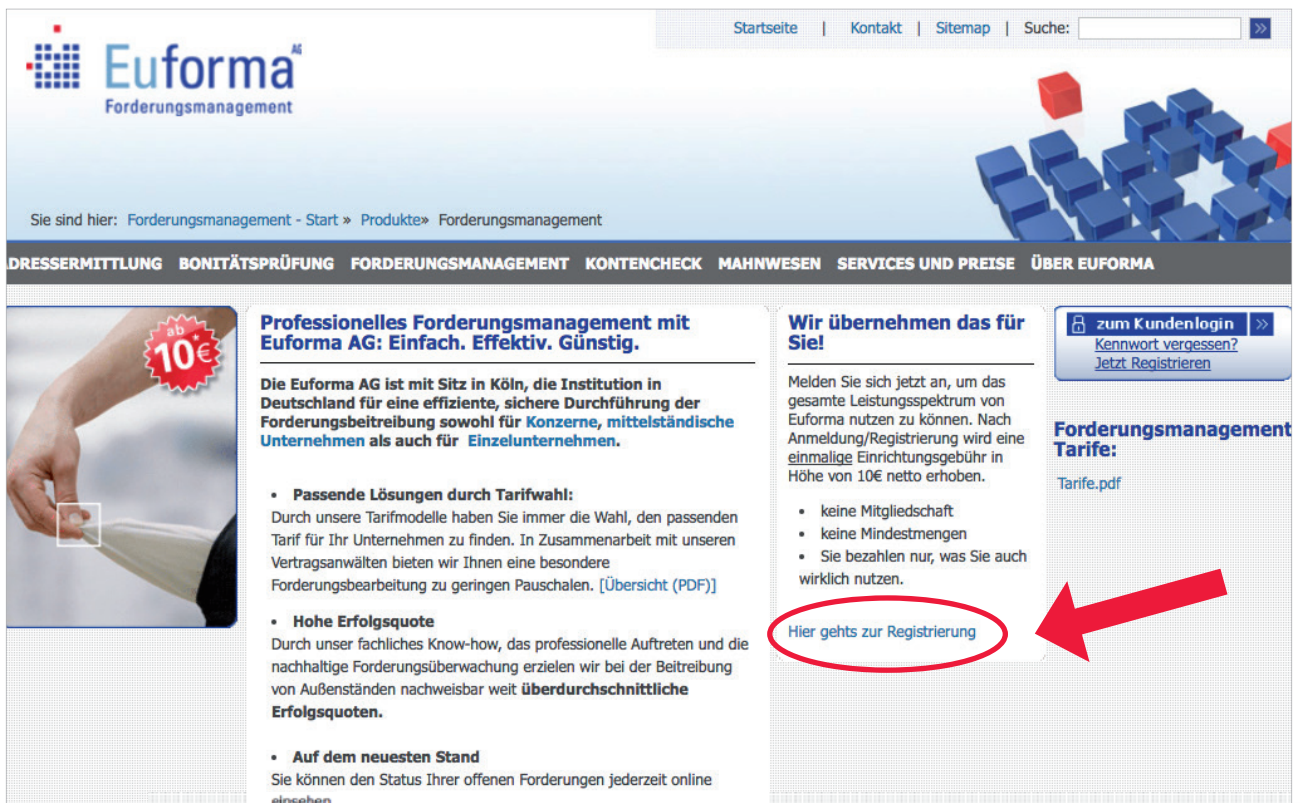 Startseite | Kontakt | Sitemap | Suche: »
Euforma AG
Forderungsmanagement
Sie sind hier: Forderungsmanagement - Start » Produkte» Forderungsmanagement
DRESSERMITTLUNG BONITÄTSPRÜFUNG FORDERUNGSMANAGEMENT KONTENCHECK MAHNWESEN SERVICES UND PREISE ÜBER EUFORMA
ab
10€*
Professionelles Forderungsmanagement mit
Euforma AG: Einfach. Effektiv. Günstig.
Die Euforma AG ist mit Sitz in Köln, die Institution in
Deutschland für eine effiziente, sichere Durchführung der
Forderungsbeitreibung sowohl für Konzerne, mittelständische
Unternehmen als auch für Einzelunternehmen.
• Passende Lösungen durch Tarifwahl:
Durch unsere Tarifmodelle haben Sie immer die Wahl, den passenden
Tarif für Ihr Unternehmen zu finden. In Zusammenarbeit mit unseren
Vertragsanwälten bieten wir Ihnen eine besondere
Forderungsbearbeitung zu geringen Pauschalen. [Übersicht (PDF)]
• Hohe Erfolgsquote
Durch unser fachliches Know-how, das professionelle Auftreten und die
nachhaltige Forderungsüberwachung erzielen wir bei der Beitreibung
von Außenständen nachweisbar weit überdurchschnittliche
Erfolgsquoten.
• Auf dem neuesten Stand
Sie können den Status Ihrer offenen Forderungen jederzeit online
einsehen
Wir übernehmen das für
Sie!
Melden Sie sich jetzt an, um das
gesamte Leistungsspektrum von
Euforma nutzen zu können. Nach
Anmeldung/Registrierung wird eine
einmalige Einrichtungsgebühr in
Höhe von 10€ netto erhoben.
• keine Mitgliedschaft
• keine Mindestmengen
• Sie bezahlen nur, was Sie auch
wirklich nutzen.
Hier gehts zur Registrierung
zum Kundenlogin »
Kennwort vergessen?
Jetzt Registrieren
Forderungsmanagement
Tarife:
Tarife.pdf